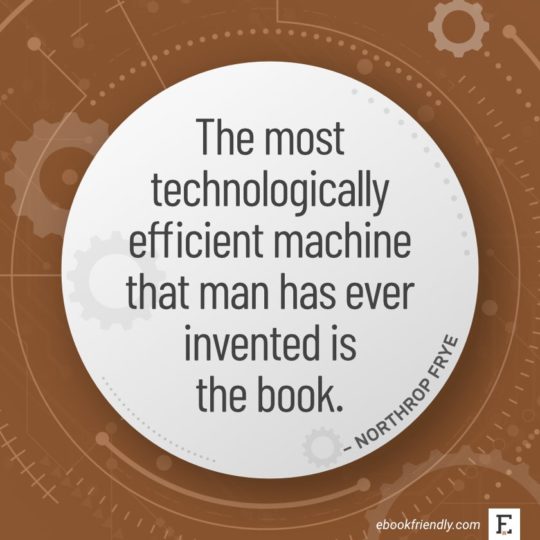 The most
technologically
efficient machine
that man has ever
invented is
the book.
– NORTHROP FRYE
ebookfriendly.com E